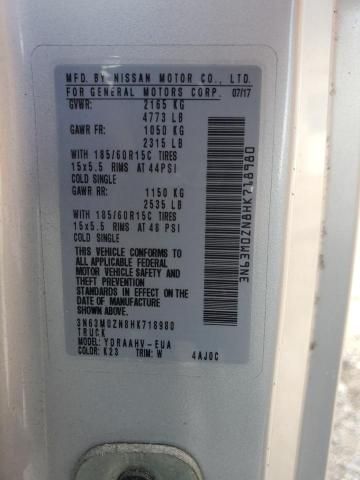 MFD. BY NISSAN MOTOR CO., LTD.
FOR GENERAL MOTORS CORP. 07/17
GVWR: 2165 KG
4773 LB
GAWR FR: 1050 KG
2315 LB
WITH 185/60R15C TIRES
15x5.5 RIMS AT 44PSI
COLD SINGLE
GAWR RR: 1150 KG
2535 LB
WITH 185/60R15C TIRES
15x5.5 RIMS AT 48 PSI
COLD SINGLE
THIS VEHICLE CONFORMS TO
ALL APPLICABLE FEDERAL
MOTOR VEHICLE SAFETY
AND THEFT PREVENTION
STANDARDS IN EFFECT ON
THE DATE OF MANUFACTURE
SHOWN ABOVE.
3N63M0ZN8HK718980
TRUCK
MODEL: YDRAAHV-EUA
COLOR: K23 TRIM: W 4AJ0C
3N63M0ZN8HK718980